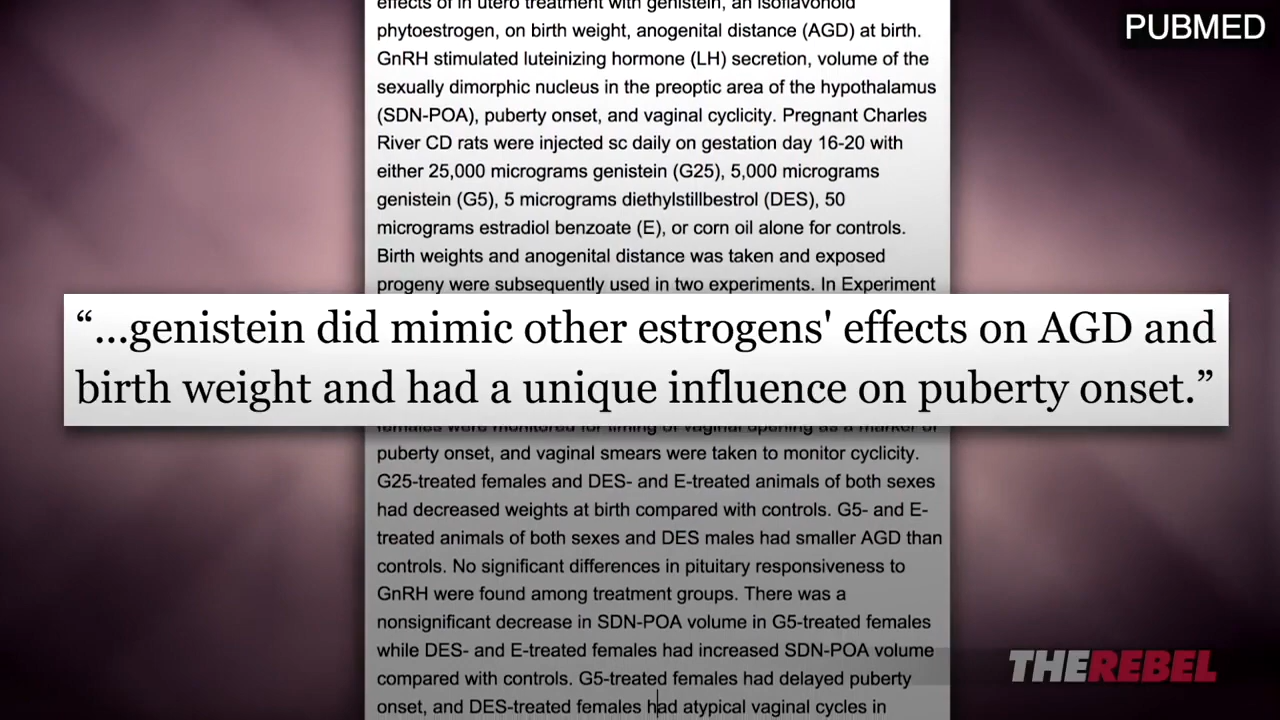 effects of in utero treatment with genistein, an isoflavonoid
PUBMED
phytoestrogen, on birth weight, anogenital distance (AGD) at birth.
GnRH stimulated luteinizing hormone (LH) secretion, volume of the
sexually dimorphic nucleus in the preoptic area of the hypothalamus
(SDN-POA), puberty onset, and vaginal cyclicity. Pregnant Charles
River CD rats were injected sc daily on gestation day 16-20 with
either 25,000 micrograms genistein (G25), 5,000 micrograms
genistein (G5), 5 micrograms diethylstillbestrol (DES), 50
micrograms estradiol benzoate (E), or corn oil alone for controls.
Birth weights and anogenital distance was taken and exposed
progeny were subsequently used in two experiments. In Experiment
“...genistein did mimic other estrogens' effects on AGD and
birth weight and had a unique influence on puberty onset.”
females were monitored for timing of vaginal opening as a marker of
puberty onset, and vaginal smears were taken to monitor cyclicity.
G25-treated females and DES- and E-treated animals of both sexes
had decreased weights at birth compared with controls. G5- and E-
treated animals of both sexes and DES males had smaller AGD than
controls. No significant differences in pituitary responsiveness to
GnRH were found among treatment groups. There was a
nonsignificant decrease in SDN-POA volume in G5-treated females
while DES- and E-treated females had increased SDN-POA volume
compared with controls. G5-treated females had delayed puberty
onset, and DES-treated females had atypical vaginal cycles in
THEREBEL